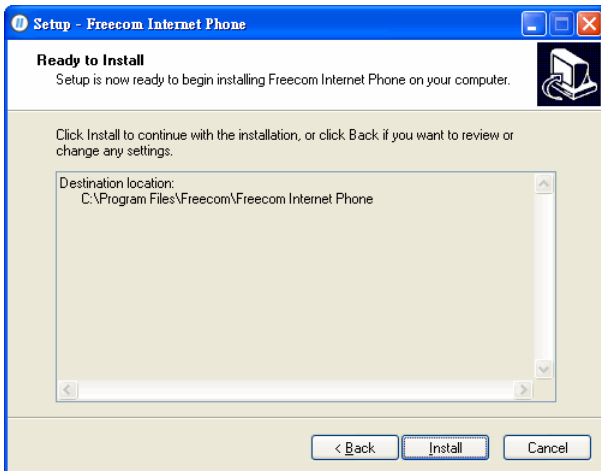 Setup - Freecom Internet Phone
Ready to Install
Setup is now ready to begin installing Freecom Internet Phone on your computer.
Click Install to continue with the installation, or click Back if you want to review or
change any settings.
Destination location:
C:\Program Files\Freecom\Freecom Internet Phone
< Back
Install
Cancel